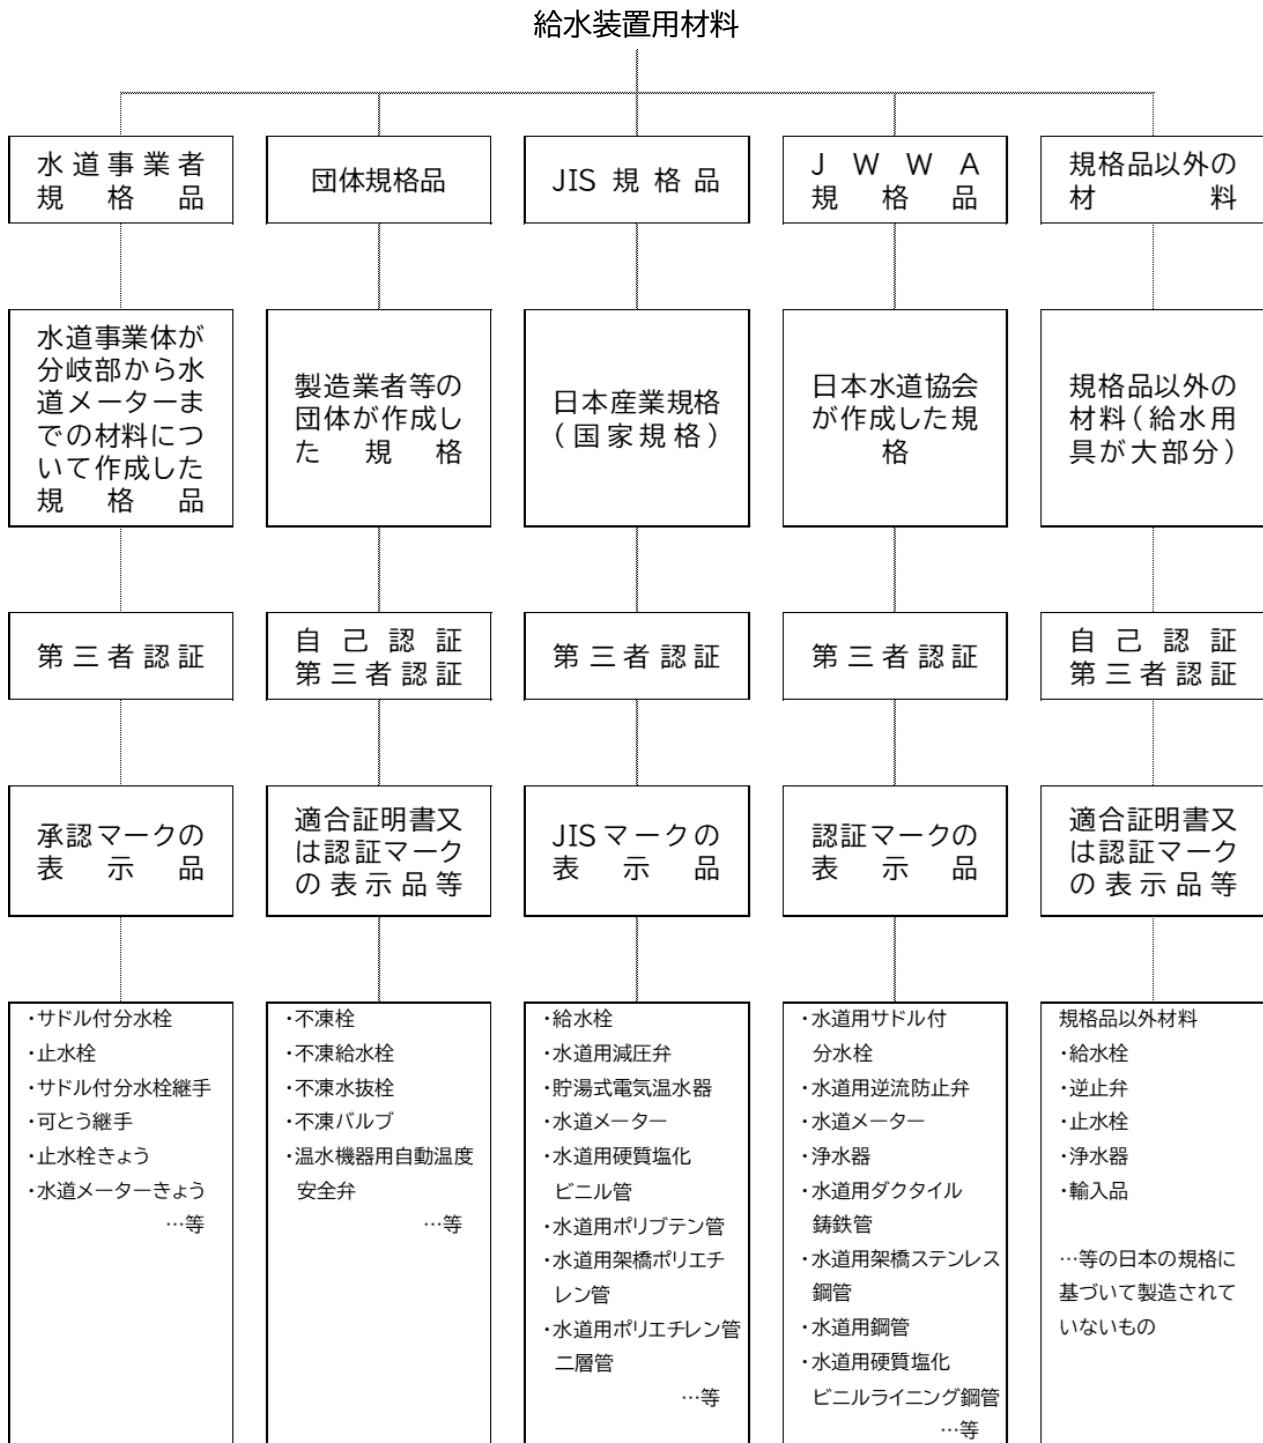 給水装置用材料
水道事業者
規格品
団体規格品
JIS 規格品
JWWA
規格品
規格品以外の
材料
水道事業体が
分岐部から水
道メーターま
での材料につ
いて作成した
規格品
製造業者等の
団体が作成し
た規格
日本産業規格
(国家規格)
日本水道協会
が作成した規
格
規格品以外の
材料(給水用
具が大部分)
第三者認証
自己認証
第三者認証
第三者認証
第三者認証
自己認証
第三者認証
承認マークの
表示品
適合証明書又
は認証マーク
の表示品等
JISマークの
表示品
認証マークの
表示品
適合証明書又
は認証マーク
の表示品等
・サドル付分水栓
・止水栓
・サドル付分水栓継手
・可とう継手
・止水栓きょう
・水道メーターきょう
…等
・不凍栓
・不凍給水栓
・不凍水抜栓
・不凍バルブ
・温水機器用自動温度
安全弁
…等
・給水栓
・水道用減圧弁
・貯湯式電気温水器
・水道メーター
・水道用硬質塩化
ビニル管
・水道用ポリブテン管
・水道用架橋ポリエチ
レン管
・水道用ポリエチレン管
二層管
…等
・水道用サドル付
分水栓
・水道用逆流防止弁
・水道メーター
・浄水器
・水道用ダクタイル
鋳鉄管
・水道用架橋ステンレス
鋼管
・水道用鋼管
・水道用硬質塩化
ビニルライニング鋼管
…等
規格品以外材料
・給水栓
・逆止弁
・止水栓
・浄水器
・輸入品
…等の日本の規格に
基づいて製造されて
いないもの